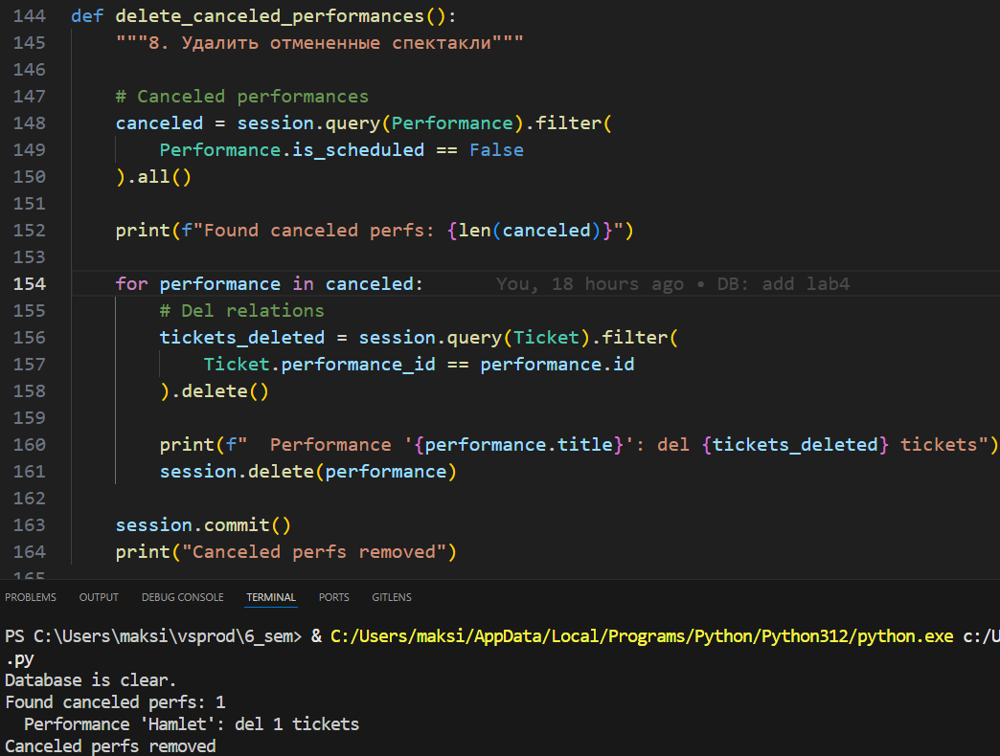 144 def delete_canceled_performances():
145     """8. Удалить отмененные спектакли"""
146
147     # Canceled performances
148     canceled = session.query(Performance).filter(
149         Performance.is_scheduled == False
150     ).all()
151
152     print(f"Found canceled perfs: {len(canceled)}")
153
154     for performance in canceled:       You, 18 hours ago • DB: add lab4
155         # Del relations
156         tickets_deleted = session.query(Ticket).filter(
157             Ticket.performance_id == performance.id
158         ).delete()
159
160         print(f"  Performance '{performance.title}': del {tickets_deleted} tickets")
161         session.delete(performance)
162
163     session.commit()
164     print("Canceled perfs removed")
165
PROBLEMS OUTPUT DEBUG CONSOLE TERMINAL PORTS GITLENS
PS C:\Users\maksi\vsprod\6_sem> & C:/Users/maksi/AppData/Local/Programs/Python/Python312/python.exe c:/U
.py
Database is clear.
Found canceled perfs: 1
  Performance 'Hamlet': del 1 tickets
Canceled perfs removed